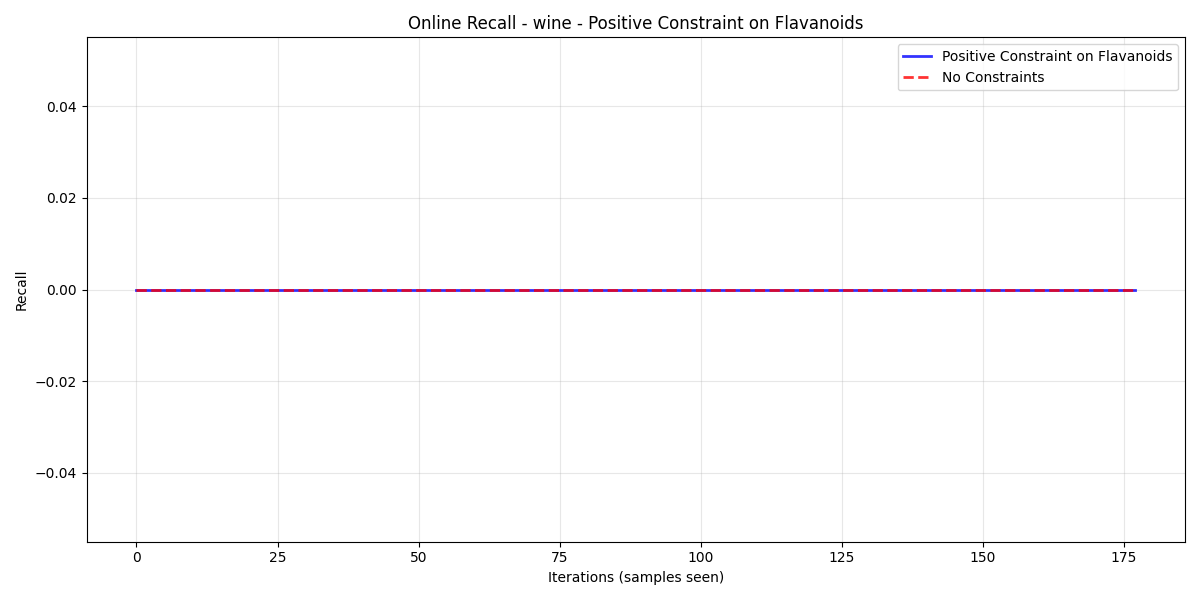 Online Recall - wine - Positive Constraint on Flavanoids
Positive Constraint on Flavanoids
No Constraints
0.04
0.02
0.00
−0.02
−0.04
Recall
0 25 50 75 100 125 150 175
Iterations (samples seen)